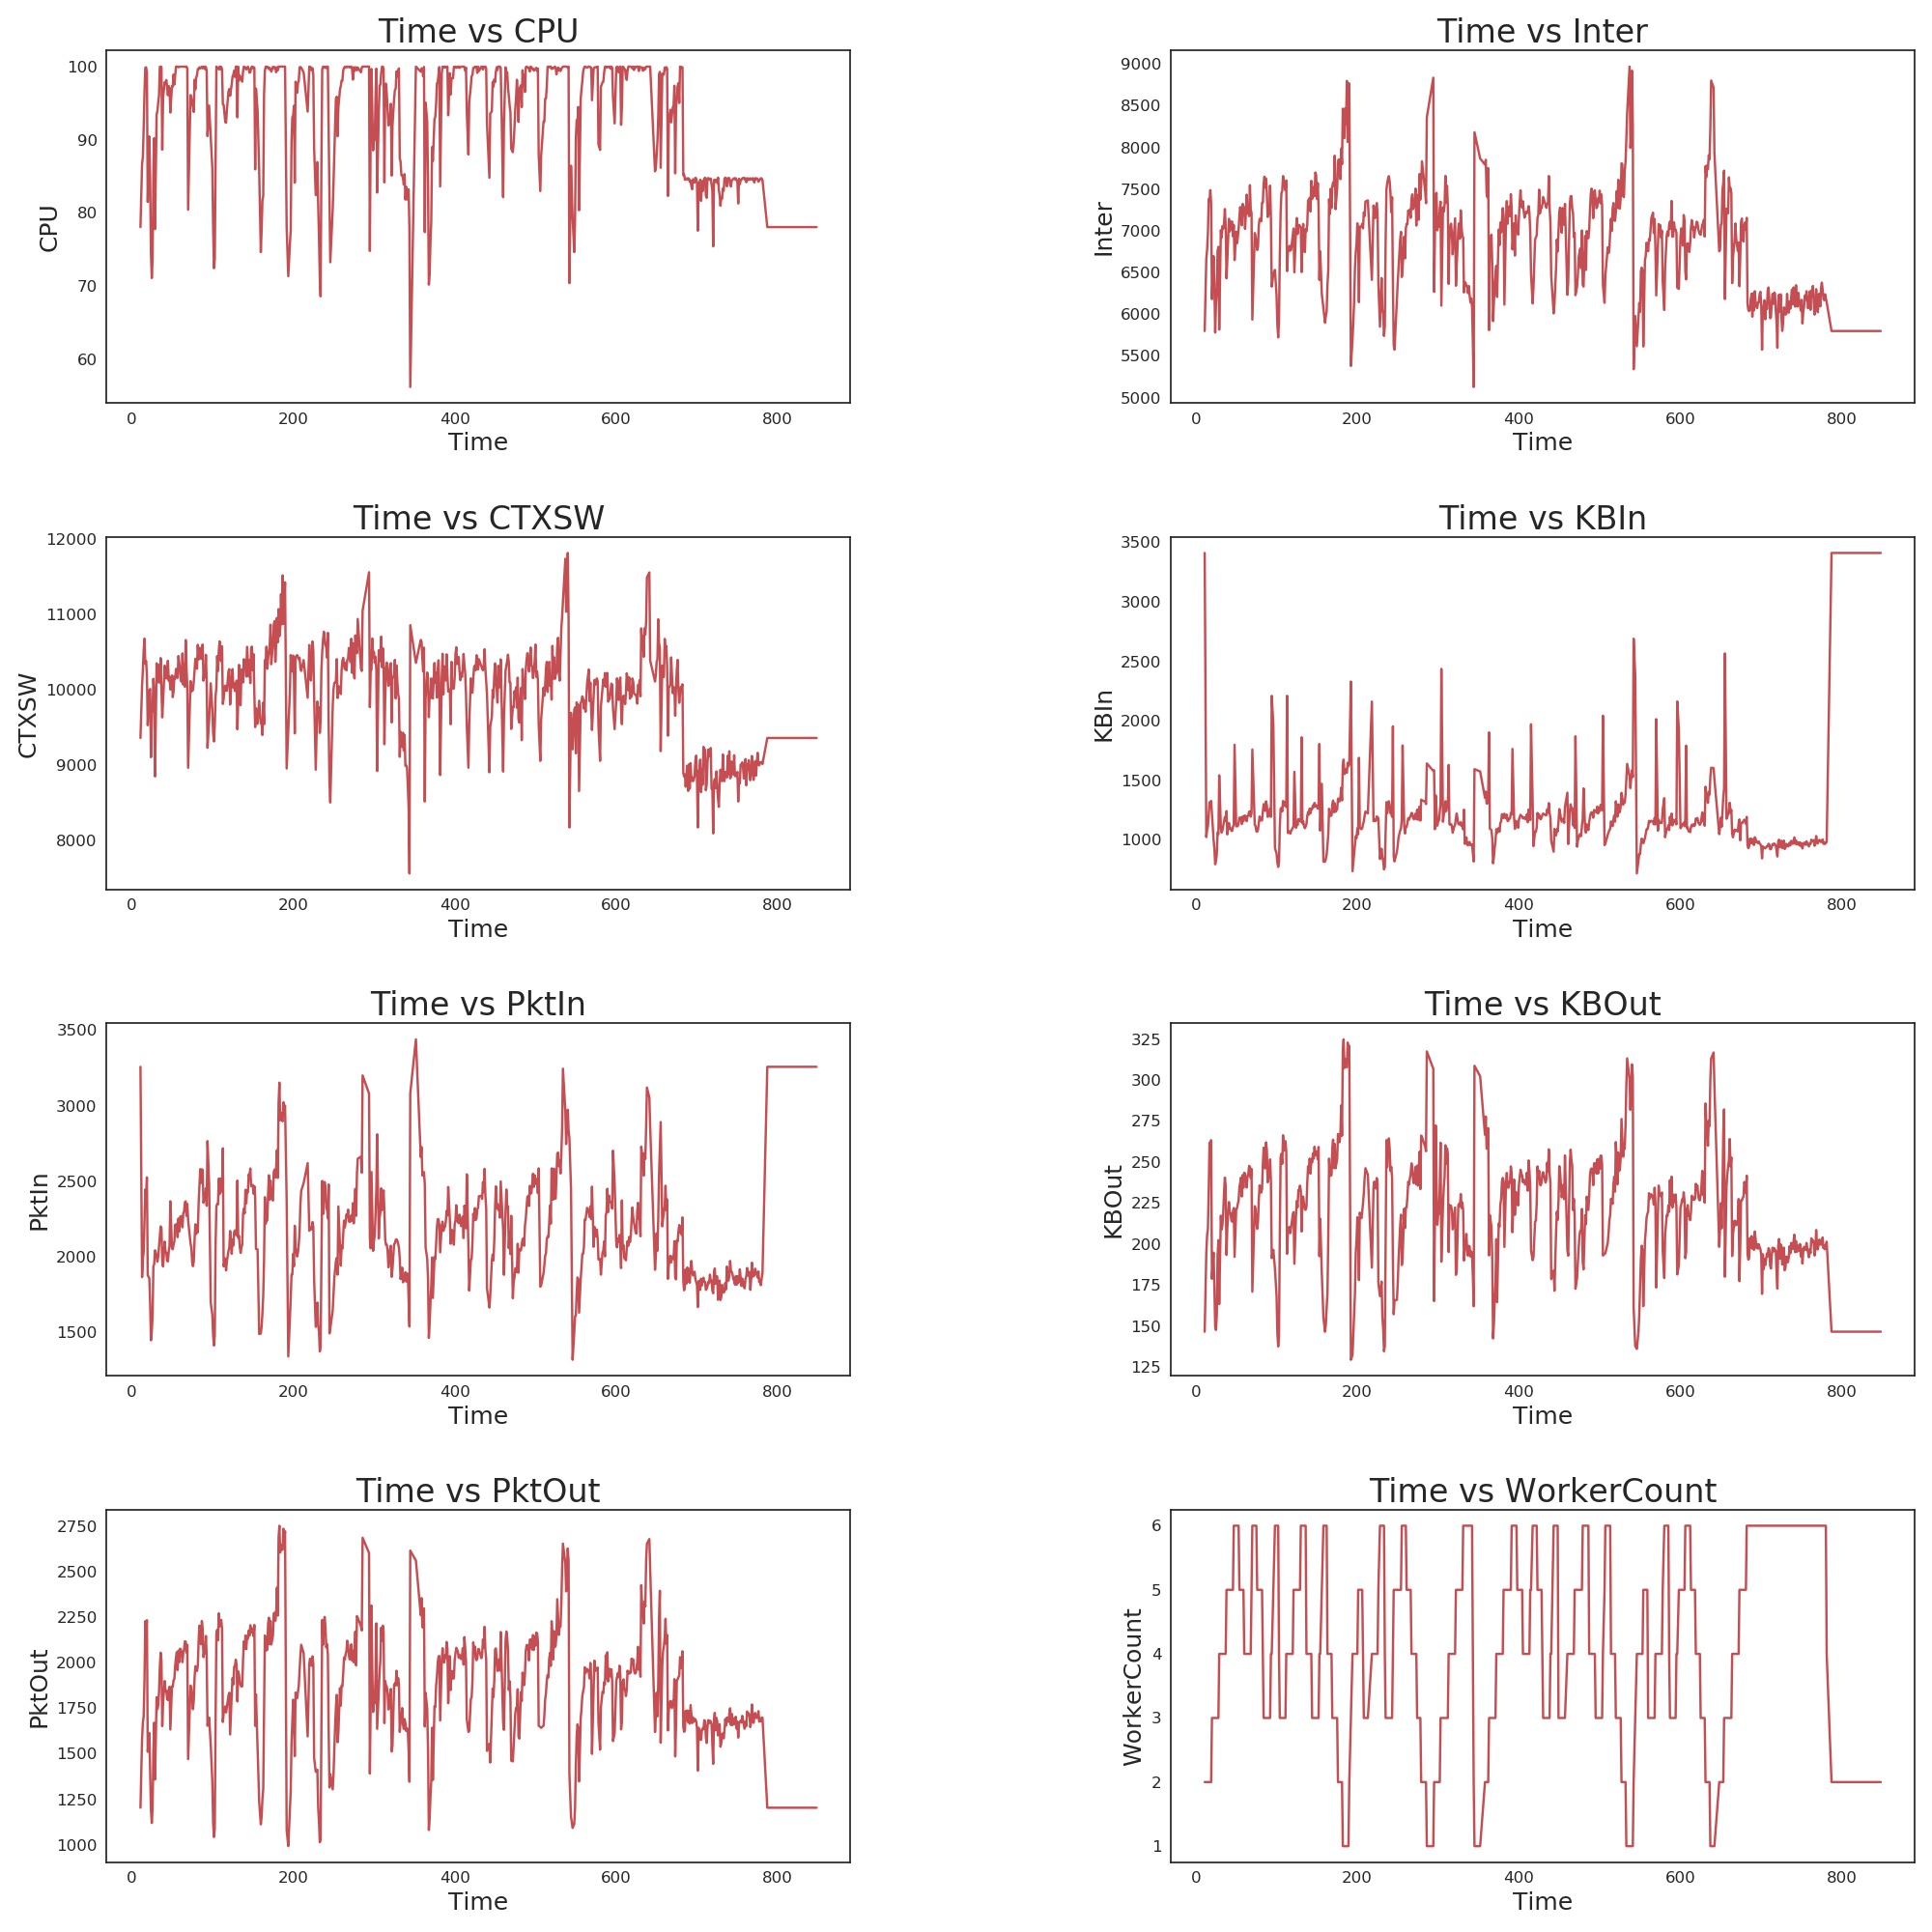 Time vs CPU
100
90
80
70
60
CPU
0 200 400 600 800
Time
Time vs Inter
9000
8500
8000
7500
7000
6500
6000
5500
5000
Inter
0 200 400 600 800
Time
Time vs CTXSW
12000
11000
10000
9000
8000
CTXSW
0 200 400 600 800
Time
Time vs KBIn
3500
3000
2500
2000
1500
1000
KBIn
0 200 400 600 800
Time
Time vs PktIn
3500
3000
2500
2000
1500
PktIn
0 200 400 600 800
Time
Time vs KBOut
325
300
275
250
225
200
175
150
125
KBOut
0 200 400 600 800
Time
Time vs PktOut
2750
2500
2250
2000
1750
1500
1250
1000
PktOut
0 200 400 600 800
Time
Time vs WorkerCount
6
5
4
3
2
1
WorkerCount
0 200 400 600 800
Time